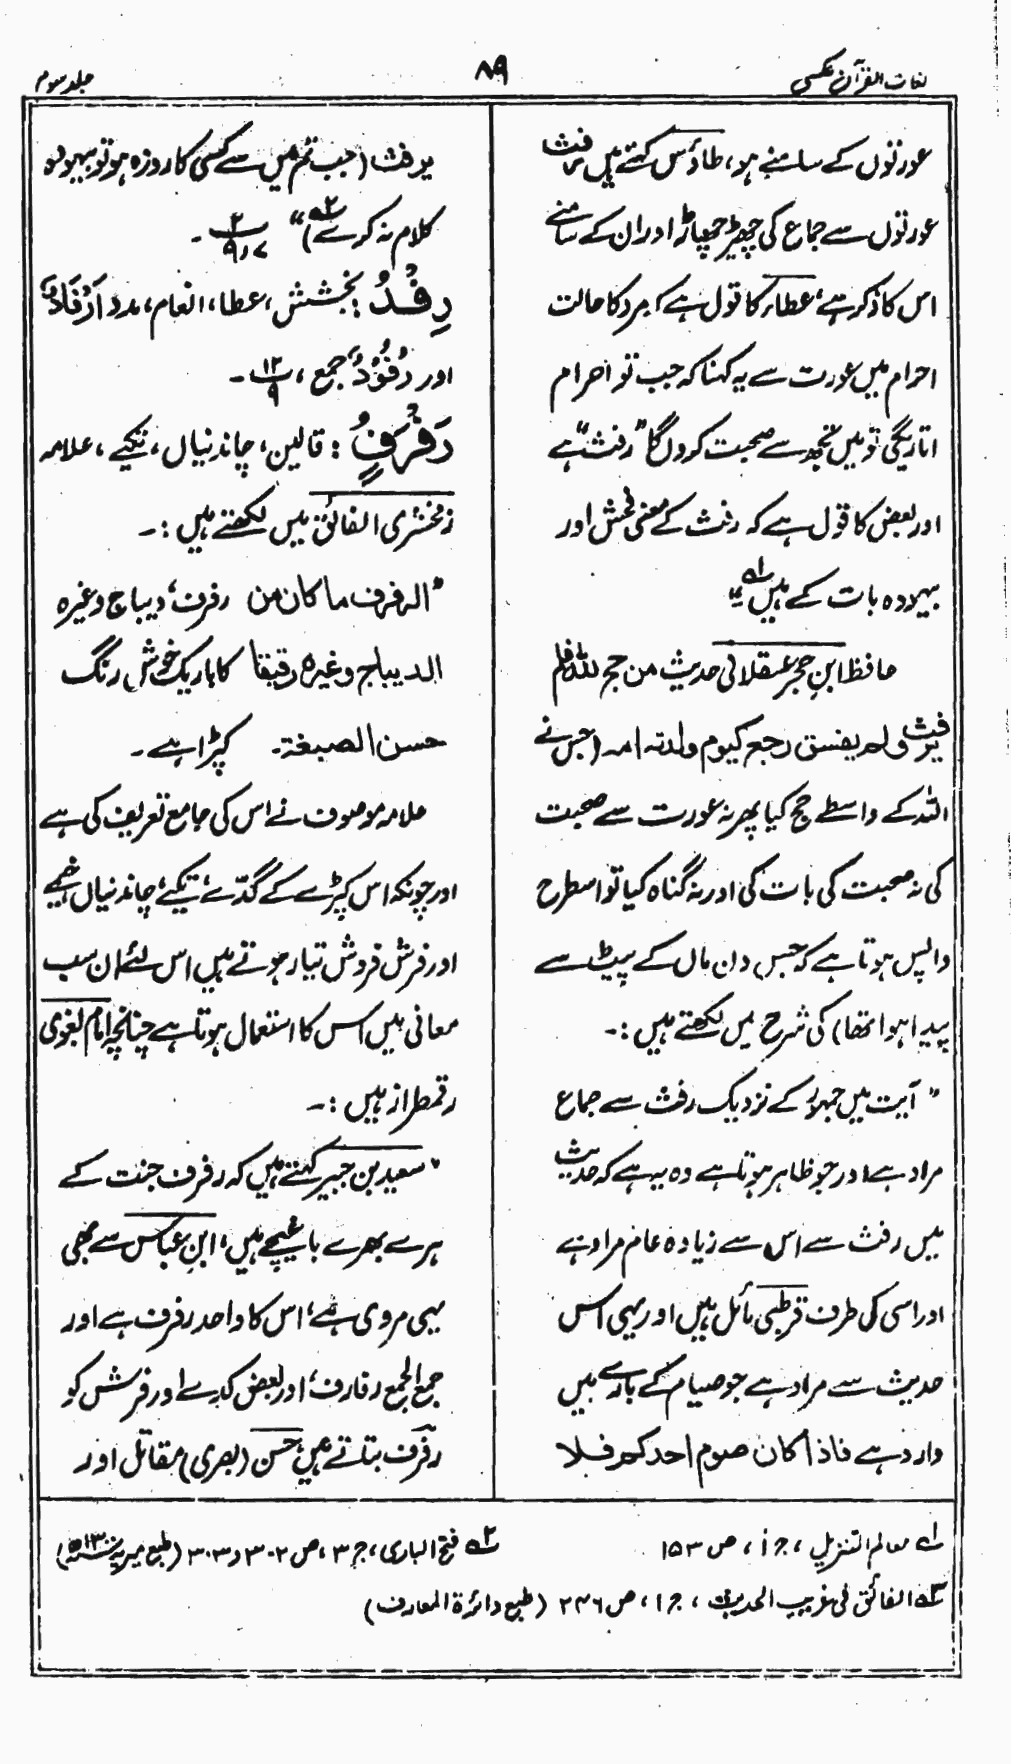 لغات القرآن عکسی
۸۹
جلد سوم
عورتوں کے سامنے ہو، طاؤس کہتے ہیں رفث
عورتوں سے جماع کی چھیڑ چھاڑ اور ان کے سامنے
اس کا ذکر ہے، عطاء کا قول ہے کہ مرد کا حالت
احرام میں عورت سے یہ کہنا کہ جب تو احرام
اتاریگی تو میں تجھ سے صحبت کروں گا "رفث" ہے
اور بعض کا قول ہے کہ رفث کے معنی فحش اور
بیہودہ بات کے ہیں" ۱؎
حافظ ابنِ حجر عسقلانی حدیث من حج للہ فلم
یرفث ولم یفسق رجع کیوم ولدتہ امہ (جس نے
اللہ کے واسطے حج کیا پھر نہ عورت سے صحبت
کی نہ صحبت کی بات کی اور نہ گناہ کیا تو اسطرح
واپس ہوتا ہے کہ جس دن ماں کے پیٹ سے
پیدا ہوا تھا) کی شرح میں لکھتے ہیں :۔
"آیت میں جمہور کے نزدیک رفث سے جماع
مراد ہے اور جو ظاہر ہوتا ہے وہ یہ ہے کہ حدیث
میں رفث سے اس سے زیادہ عام مراد ہے
اور اسی کی طرف قرطبی مائل ہیں اور یہی اس
حدیث سے مراد ہے جو صیام کے بارے میں
وارد ہے فاذا کان صوم احدکم فلا
یرفث (جب تم میں سے کسی کا روزہ ہو تو بیہودہ
کلام نہ کرے)" ۲؎ ۲/۷،۹ ۔
رِفْدُ : بخشش، عطا، انعام، مدد اَرْفَادٌ
اور رُفُوْدٌ جمع، ۱۲/۹ ۔
رَفْرَفٍ : قالین، چاندنیاں، تکیے، علامہ
زمخشری الفائق میں لکھتے ہیں :۔
"الرفرف ما کان من رفرف، دیباج وغیرہ
الدیباج وغیرہ رقیقا کا باریک خوش رنگ
حسن الصبغۃ۔ کپڑا ہے ۔
علامہ موصوف نے اس کی جامع تعریف کی ہے
اور چونکہ اس کپڑے کے گدّے، تکیے، چاندنیاں خیمے
اور فرش فروش تیار ہوتے ہیں اس لئے ان سب
معانی میں اس کا استعمال ہوتا ہے چنانچہ امام بغوی
رقمطراز ہیں :۔
"سعید بن جبیر کہتے ہیں کہ رفرف جنت کے
ہرے بھرے باغیچے ہیں، ابنِ عباس سے بھی
یہی مروی ہے، اس کا واحد رفرف ہے اور
جمع الجمع رفارف، اور بعض گدے اور فرش کو
رفرف بتاتے ہیں، حسن (بصری) مقاتل اور
۱؎ معالم التنزیل، ج ۱، ص ۱۵۳
۲؎ فتح الباری، ج ۳، ص ۳۰۲ و ۳۰۳ (طبع میریہ
۳؎ الفائق فی غریب الحدیث، ج ۱، ص ۲۴۶ (طبع دائرۃ المعارف)